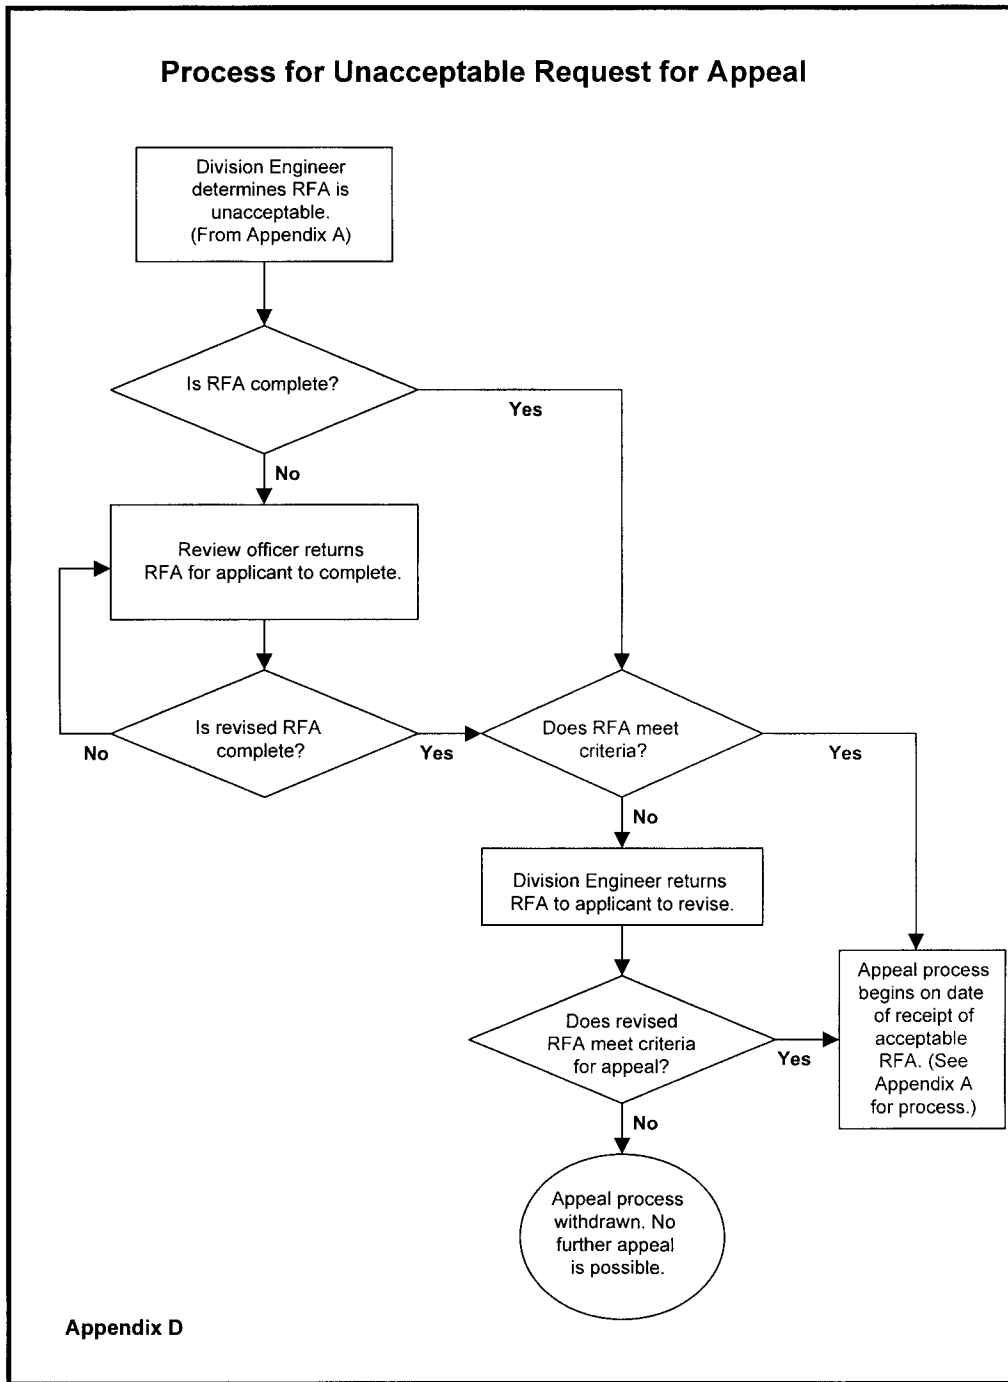 Process for Unacceptable Request for Appeal
Division Engineer
determines RFA is
unacceptable.
(From Appendix A)
Is RFA complete?
Yes
No
Review officer returns
RFA for applicant to complete.
Is revised RFA
complete?
No
Yes
Does RFA meet
criteria?
Yes
No
Division Engineer returns
RFA to applicant to revise.
Does revised
RFA meet criteria
for appeal?
Yes
No
Appeal process
begins on date
of receipt of
acceptable
RFA. (See
Appendix A
for process.)
Appeal process
withdrawn. No
further appeal
is possible.
Appendix D